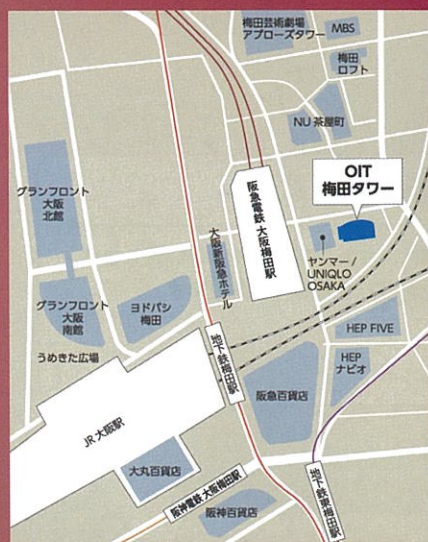 梅田芸術劇場
アプローズタワー
MBS
梅田
ロフト
NU 茶屋町
OIT
梅田タワー
阪急電鉄 大阪梅田駅
グランフロント
大阪
北館
大阪新阪急ホテル
ヤンマー /
UNIQLO
OSAKA
グランフロント
大阪
南館
ヨドバシ
梅田
うめきた広場
地下鉄梅田駅
HEP FIVE
HEP
ナビオ
阪急百貨店
JR 大阪駅
大丸百貨店
阪神電鉄 大阪梅田駅
地下鉄東梅田駅
阪神百貨店